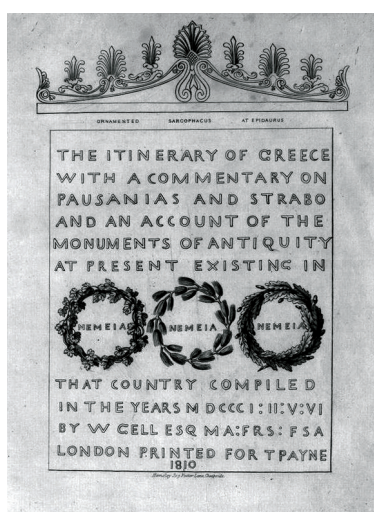 ORNAMENTED SARCOPHAGUS AT EPIDAURUS
THE ITINERARY OF GREECE
WITH A COMMENTARY ON
PAUSANIAS AND STRABO
AND AN ACCOUNT OF THE
MONUMENTS OF ANTIQUITY
AT PRESENT EXISTING IN
NEMEIA NEMEIA NEMEIA
THAT COUNTRY COMPILED
IN THE YEARS MDCCCI:II:V:VI
BY W GELL ESQ MA:FRS:FSA
LONDON PRINTED FOR T PAYNE
1810